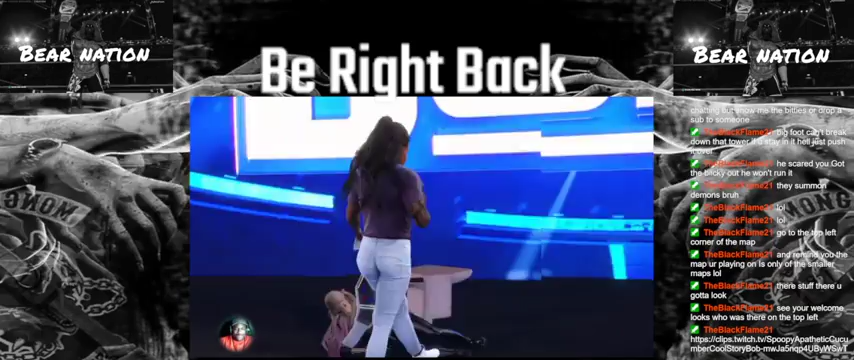 BEAR NATION
Be Right Back
BEAR NATION
chatting but show me the bitties or drop a
sub to someone
TheBlackFlame21 big foot can't break
down that tower if u stay in it he'll just push
it over
TheBlackFlame21 he scared you Got
the blicky out he won't run it
TheBlackFlame21 they summon
demons bruh
TheBlackFlame21 lol
TheBlackFlame21 lol
TheBlackFlame21 go to the top left
corner of the map
TheBlackFlame21 and remind you the
map ur playing on is only of the smaller
maps lol
TheBlackFlame21 there stuff there u
gotta look
TheBlackFlame21 see your welcome
looks who was there on the top left
TheBlackFlame21
https://clips.twitch.tv/SpoopyApatheticCucu